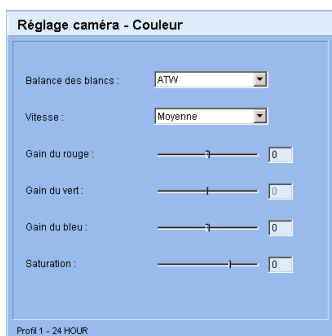 Réglage caméra - Couleur
Balance des blancs : ATW
Vitesse : Moyenne
Gain du rouge : 0
Gain du vert : 0
Gain du bleu : 0
Saturation : 0
Profil 1 - 24 HOUR